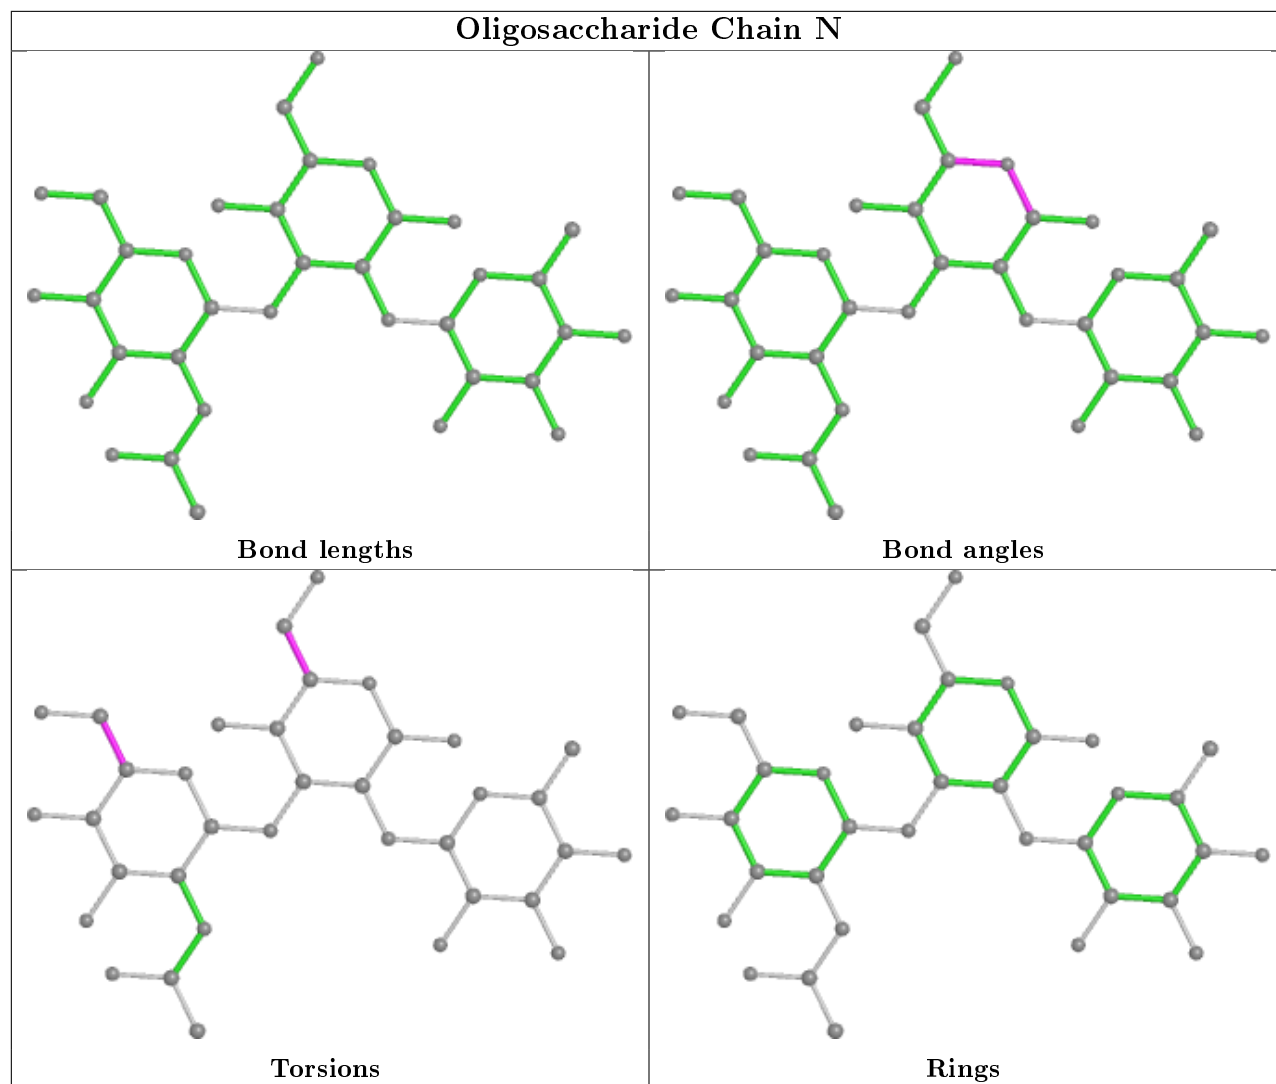 Oligosaccharide Chain N
Bond lengths
Bond angles
Torsions
Rings